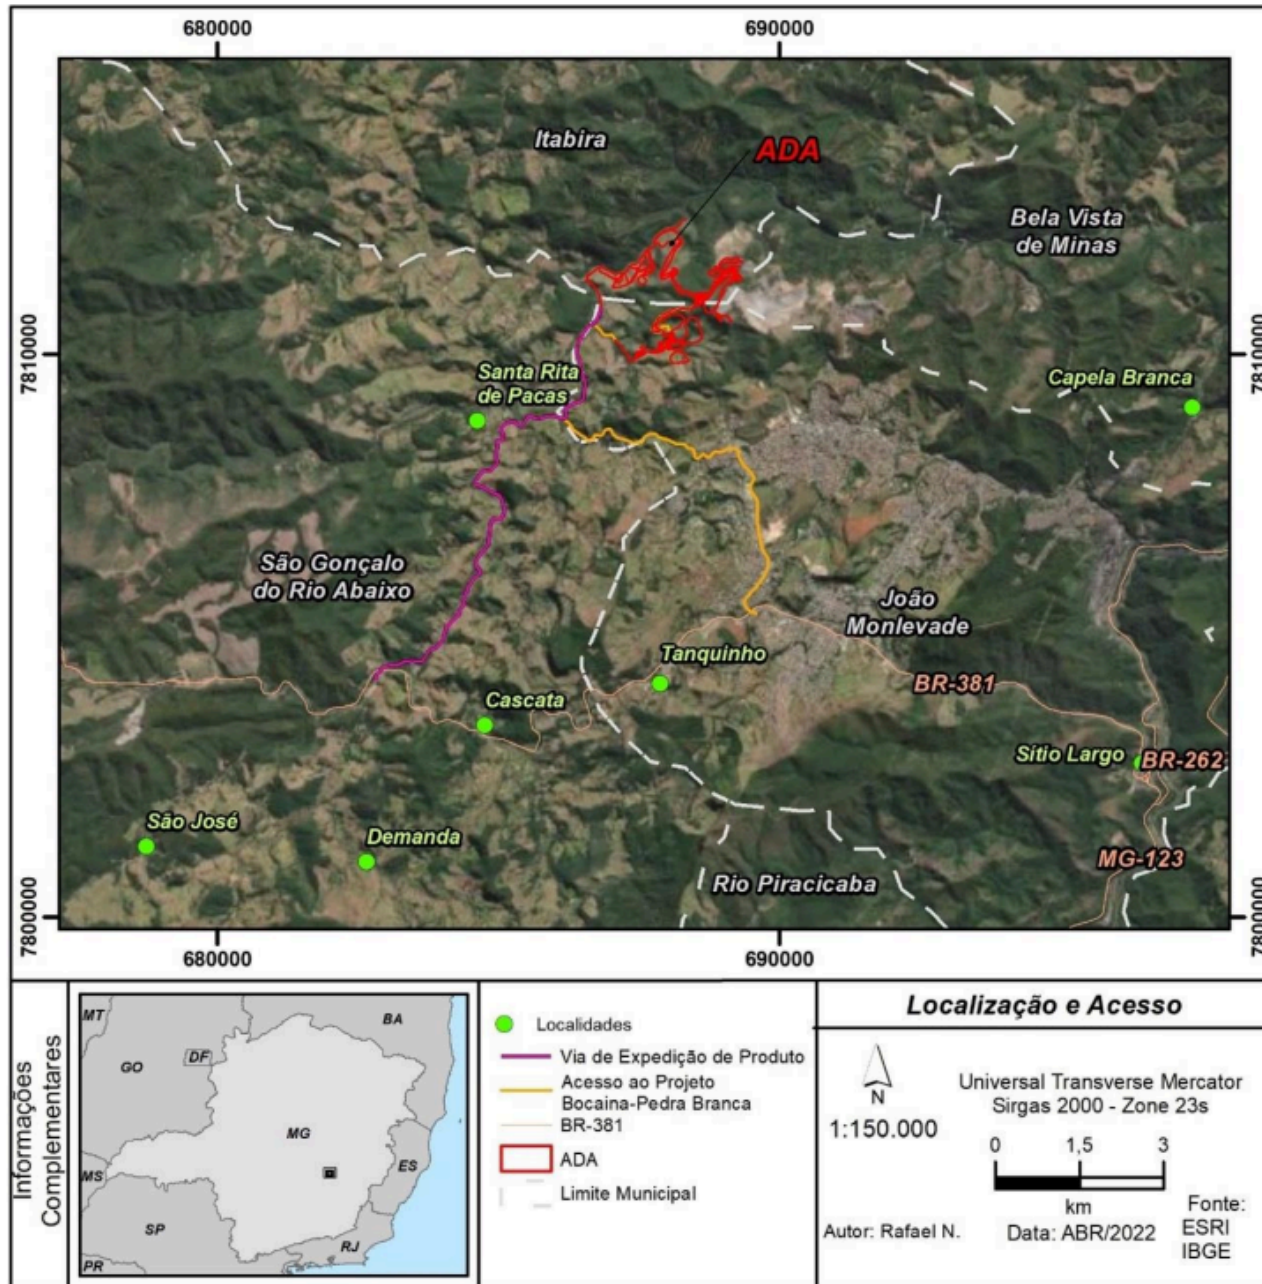 680000
690000
Itabira
ADA
Bela Vista
de Minas
7810000
7810000
Santa Rita
de Pacas
Capela Branca
São Gonçalo
do Rio Abaixo
João
Monlevade
Tanquinho
BR-381
Cascata
Sítio Largo
BR-262
São José
Demanda
MG-123
Rio Piracicaba
7800000
7800000
680000
690000
Informações
Complementares
MT
BA
GO
DF
MG
MS
ES
SP
RJ
PR
Localidades
Via de Expedição de Produto
Acesso ao Projeto
Bocaina-Pedra Branca
BR-381
ADA
Limite Municipal
Localização e Acesso
N
1:150.000
Universal Transverse Mercator
Sirgas 2000 - Zone 23s
0 1,5 3
km
Autor: Rafael N.
Data: ABR/2022
Fonte:
ESRI
IBGE